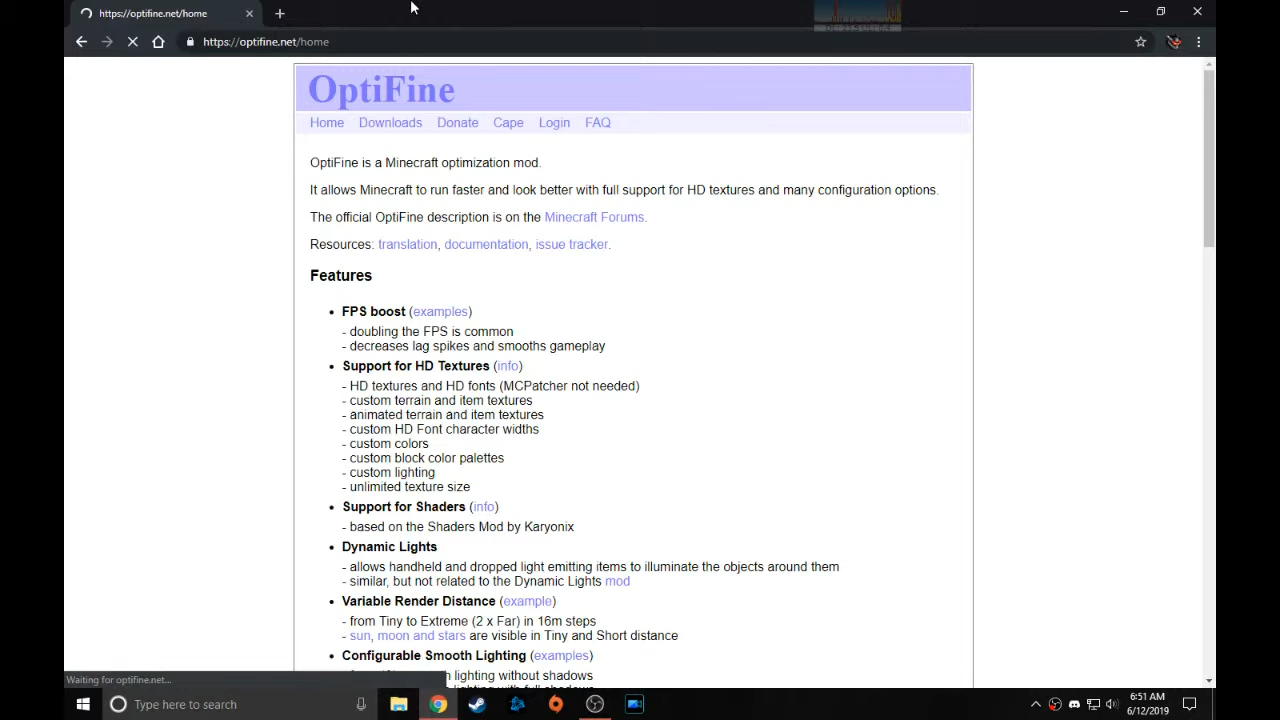 https://optifine.net/home
https://optifine.net/home
OptiFine
Home Downloads Donate Cape Login FAQ
OptiFine is a Minecraft optimization mod.
It allows Minecraft to run faster and look better with full support for HD textures and many configuration options.
The official OptiFine description is on the Minecraft Forums.
Resources: translation, documentation, issue tracker.
Features
• FPS boost (examples)
- doubling the FPS is common
- decreases lag spikes and smooths gameplay
• Support for HD Textures (info)
- HD textures and HD fonts (MCPatcher not needed)
- custom terrain and item textures
- animated terrain and item textures
- custom HD Font character widths
- custom colors
- custom block color palettes
- custom lighting
- unlimited texture size
• Support for Shaders (info)
- based on the Shaders Mod by Karyonix
• Dynamic Lights
- allows handheld and dropped light emitting items to illuminate the objects around them
- similar, but not related to the Dynamic Lights mod
• Variable Render Distance (example)
- from Tiny to Extreme (2 x Far) in 16m steps
- sun, moon and stars are visible in Tiny and Short distance
• Configurable Smooth Lighting (examples)
lighting without shadows
Waiting for optifine.net...
Type here to search
6:51 AM
6/12/2019